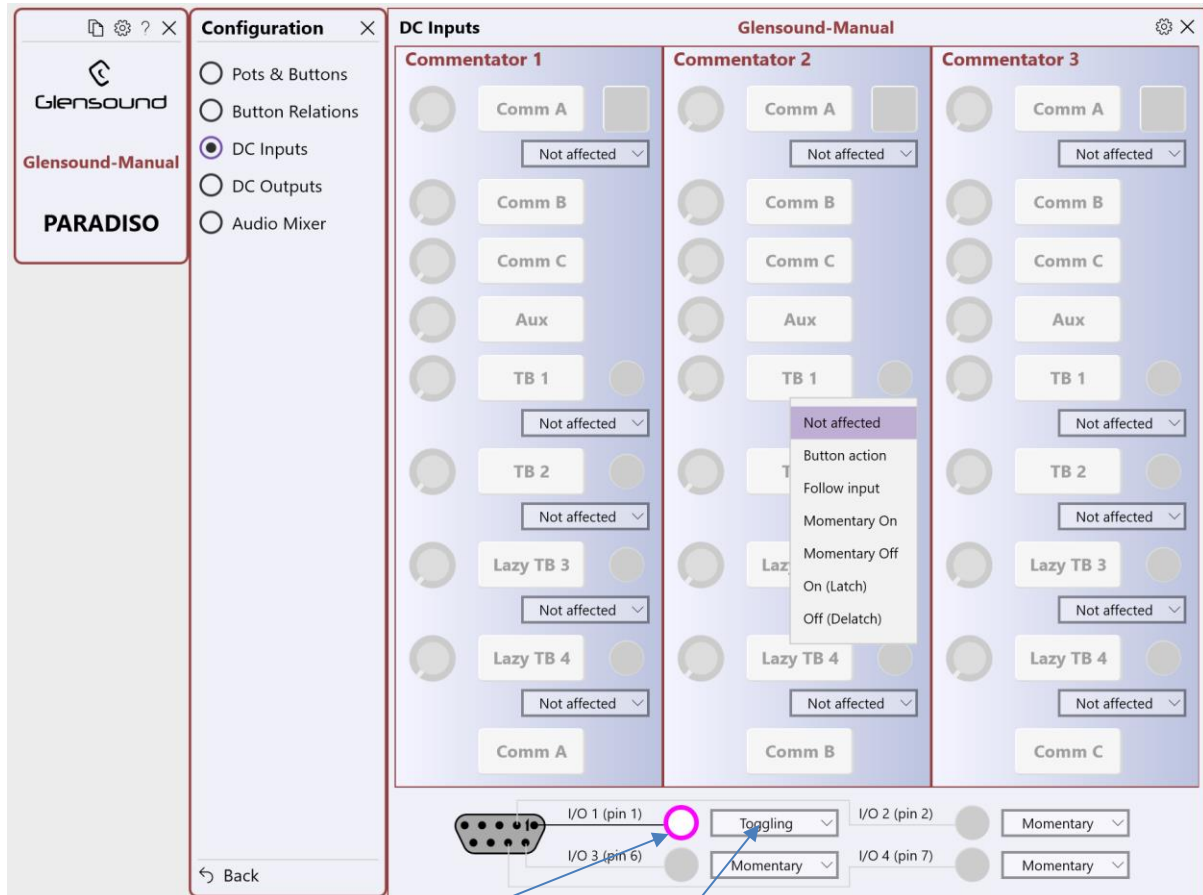 Glensound
Glensound-Manual
PARADISO
Configuration
Pots & Buttons
Button Relations
DC Inputs
DC Outputs
Audio Mixer
Back
DC Inputs Glensound-Manual
Commentator 1
Comm A
Not affected
Comm B
Comm C
Aux
TB 1
Not affected
TB 2
Not affected
Lazy TB 3
Not affected
Lazy TB 4
Not affected
Comm A
Commentator 2
Comm A
Not affected
Comm B
Comm C
Aux
TB 1
Not affected
Button action
Follow input
Momentary On
Momentary Off
On (Latch)
Off (Delatch)
Lazy TB 4
Not affected
Comm B
Commentator 3
Comm A
Not affected
Comm B
Comm C
Aux
TB 1
Not affected
TB 2
Not affected
Lazy TB 3
Not affected
Lazy TB 4
Not affected
Comm C
I/O 1 (pin 1) Toggling I/O 2 (pin 2) Momentary
I/O 3 (pin 6) Momentary I/O 4 (pin 7) Momentary